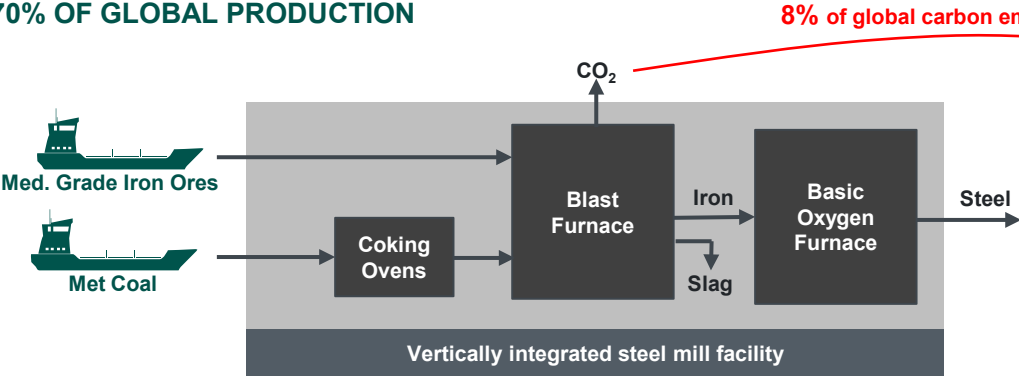 70% OF GLOBAL PRODUCTION
8% of global carbon
CO₂
Med. Grade Iron Ores
Met Coal
Coking
Ovens
Blast
Furnace
Iron
Slag
Basic
Oxygen
Furnace
Steel
Vertically integrated steel mill facility